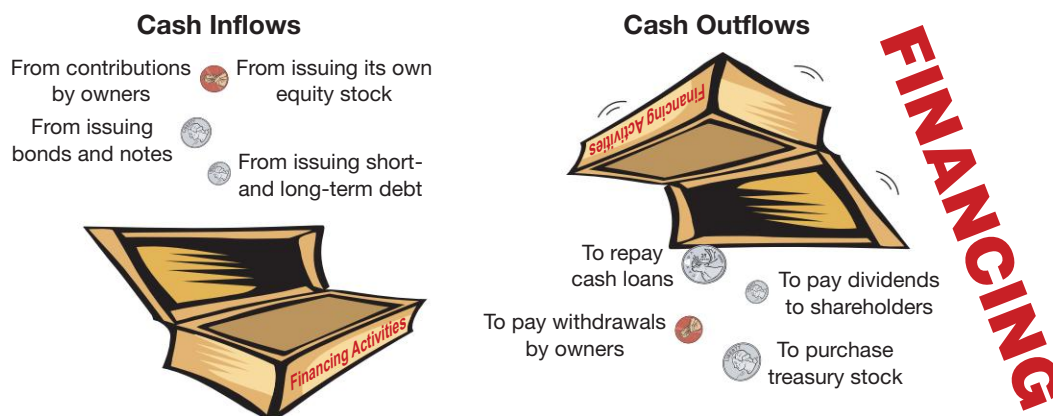 Cash Inflows
From contributions
by owners
From issuing its own
equity stock
From issuing
bonds and notes
From issuing short-
and long-term debt
Financing Activities
Cash Outflows
Financing Activities
To repay
cash loans
To pay dividends
to shareholders
To pay withdrawals
by owners
To purchase
treasury stock
FINANCING